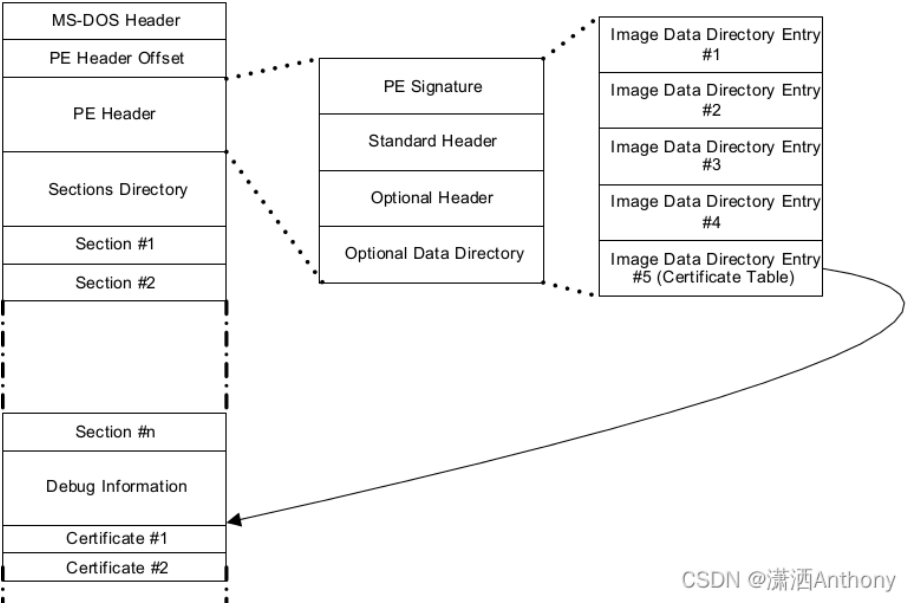 MS-DOS Header
PE Header Offset
PE Header
Sections Directory
Section #1
Section #2
Section #n
Debug Information
Certificate #1
Certificate #2
PE Signature
Standard Header
Optional Header
Optional Data Directory
Image Data Directory Entry
#1
Image Data Directory Entry
#2
Image Data Directory Entry
#3
Image Data Directory Entry
#4
Image Data Directory Entry
#5 (Certificate Table)
CSDN @潇洒Anthony